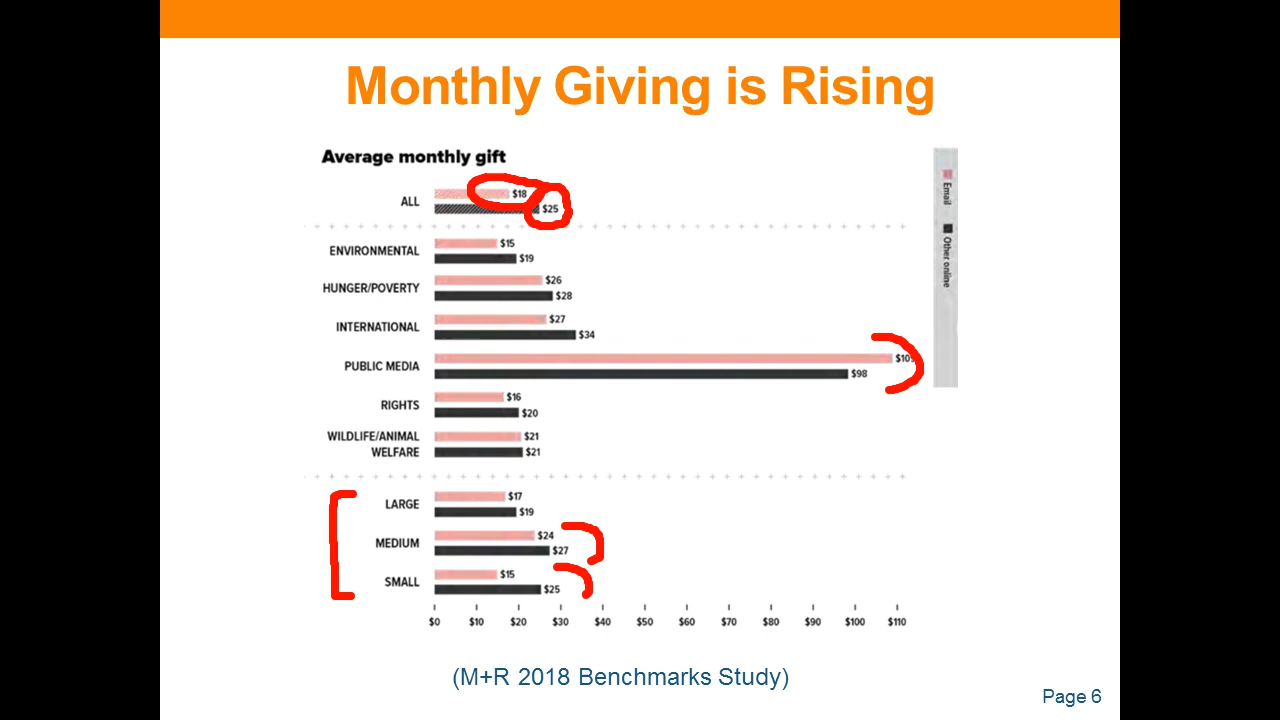 Monthly Giving is Rising
Average monthly gift
ALL $18
$25
ENVIRONMENTAL $15
$19
HUNGER/POVERTY $26
$28
INTERNATIONAL $27
$34
PUBLIC MEDIA
$98
RIGHTS $16
$20
WILDLIFE/ANIMAL WELFARE $21
$21
LARGE $17
$19
MEDIUM $24
$27
SMALL $15
$25
$0 $10 $20 $30 $40 $50 $60 $70 $80 $90 $100 $110
Email
Other online
(M+R 2018 Benchmarks Study)
Page 6